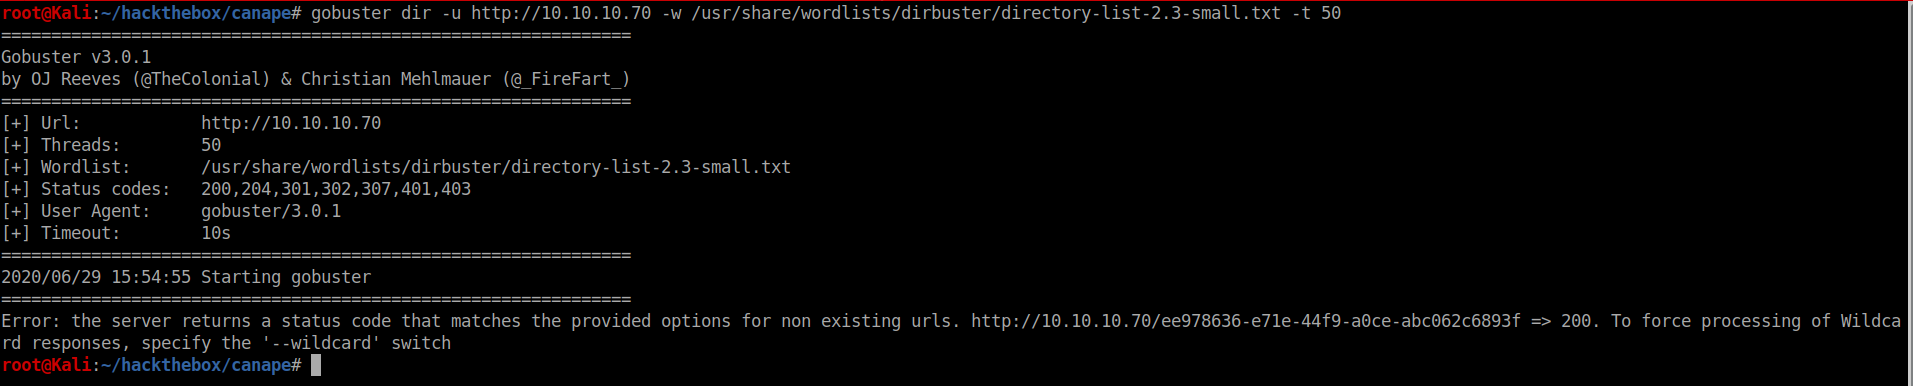 root@Kali:~/hackthebox/canape# gobuster dir -u http://10.10.10.70 -w /usr/share/wordlists/dirbuster/directory-list-2.3-small.txt -t 50
===============================================================
Gobuster v3.0.1
by OJ Reeves (@TheColonial) & Christian Mehlmauer (@_FireFart_)
===============================================================
[+] Url:            http://10.10.10.70
[+] Threads:        50
[+] Wordlist:       /usr/share/wordlists/dirbuster/directory-list-2.3-small.txt
[+] Status codes:   200,204,301,302,307,401,403
[+] User Agent:     gobuster/3.0.1
[+] Timeout:        10s
===============================================================
2020/06/29 15:54:55 Starting gobuster
===============================================================
Error: the server returns a status code that matches the provided options for non existing urls. http://10.10.10.70/ee978636-e71e-44f9-a0ce-abc062c6893f => 200. To force processing of Wildca
rd responses, specify the '--wildcard' switch
root@Kali:~/hackthebox/canape#